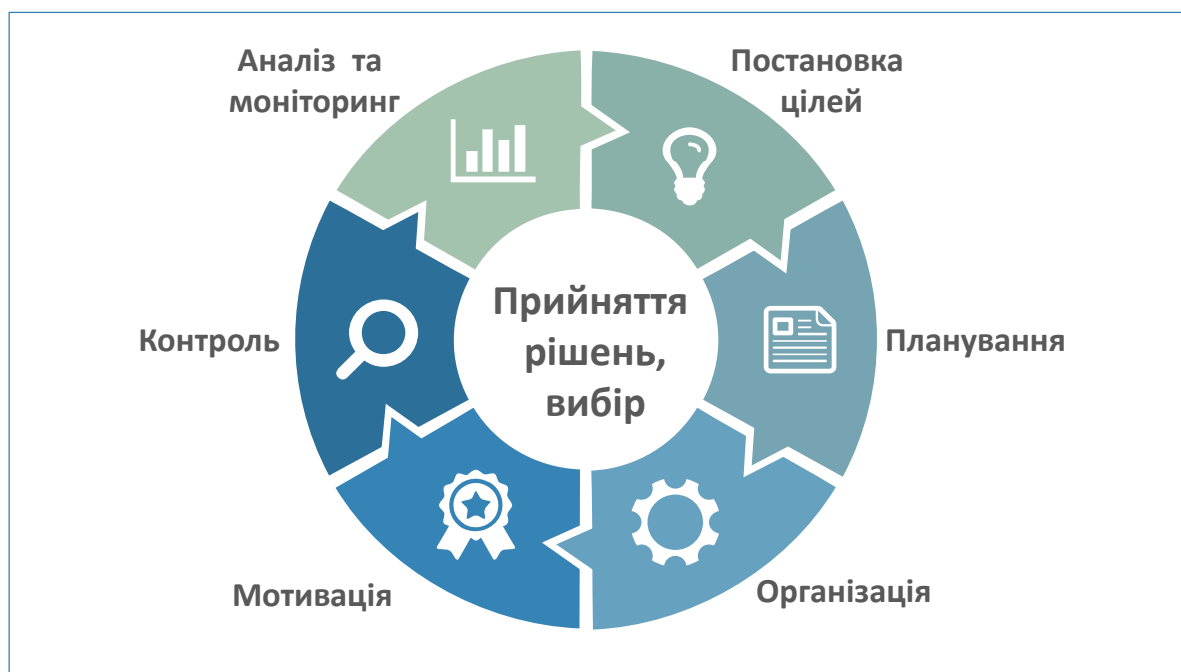 Аналіз та
моніторинг
Постановка
цілей
Контроль
Прийняття
рішень,
вибір
Планування
Мотивація
Організація